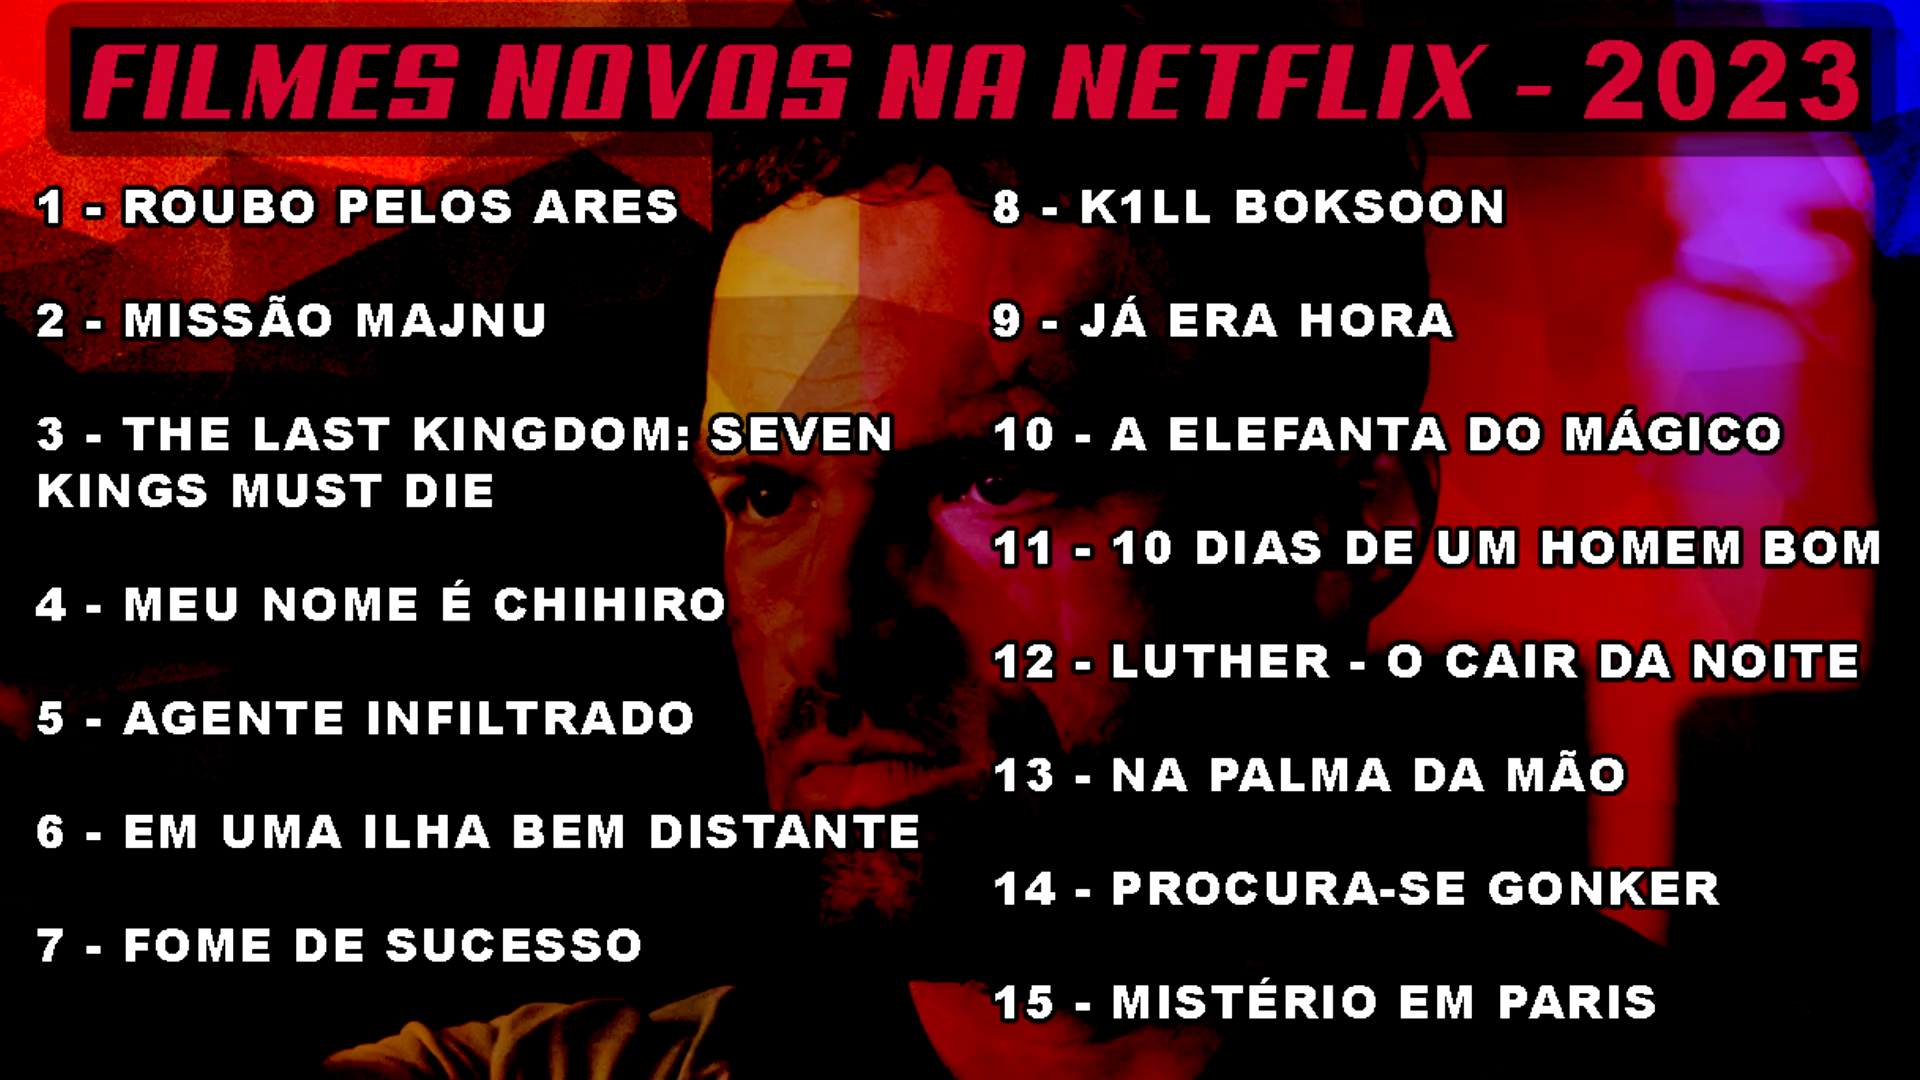 FILMES NOVOS NA NETFLIX - 2023
1 - ROUBO PELOS ARES
2 - MISSÃO MAJNU
3 - THE LAST KINGDOM: SEVEN
KINGS MUST DIE
4 - MEU NOME É CHIHIRO
5 - AGENTE INFILTRADO
6 - EM UMA ILHA BEM DISTANTE
7 - FOME DE SUCESSO
8 - K1LL BOKSOON
9 - JÁ ERA HORA
10 - A ELEFANTA DO MÁGICO
11 - 10 DIAS DE UM HOMEM BOM
12 - LUTHER - O CAIR DA NOITE
13 - NA PALMA DA MÃO
14 - PROCURA-SE GONKER
15 - MISTÉRIO EM PARIS